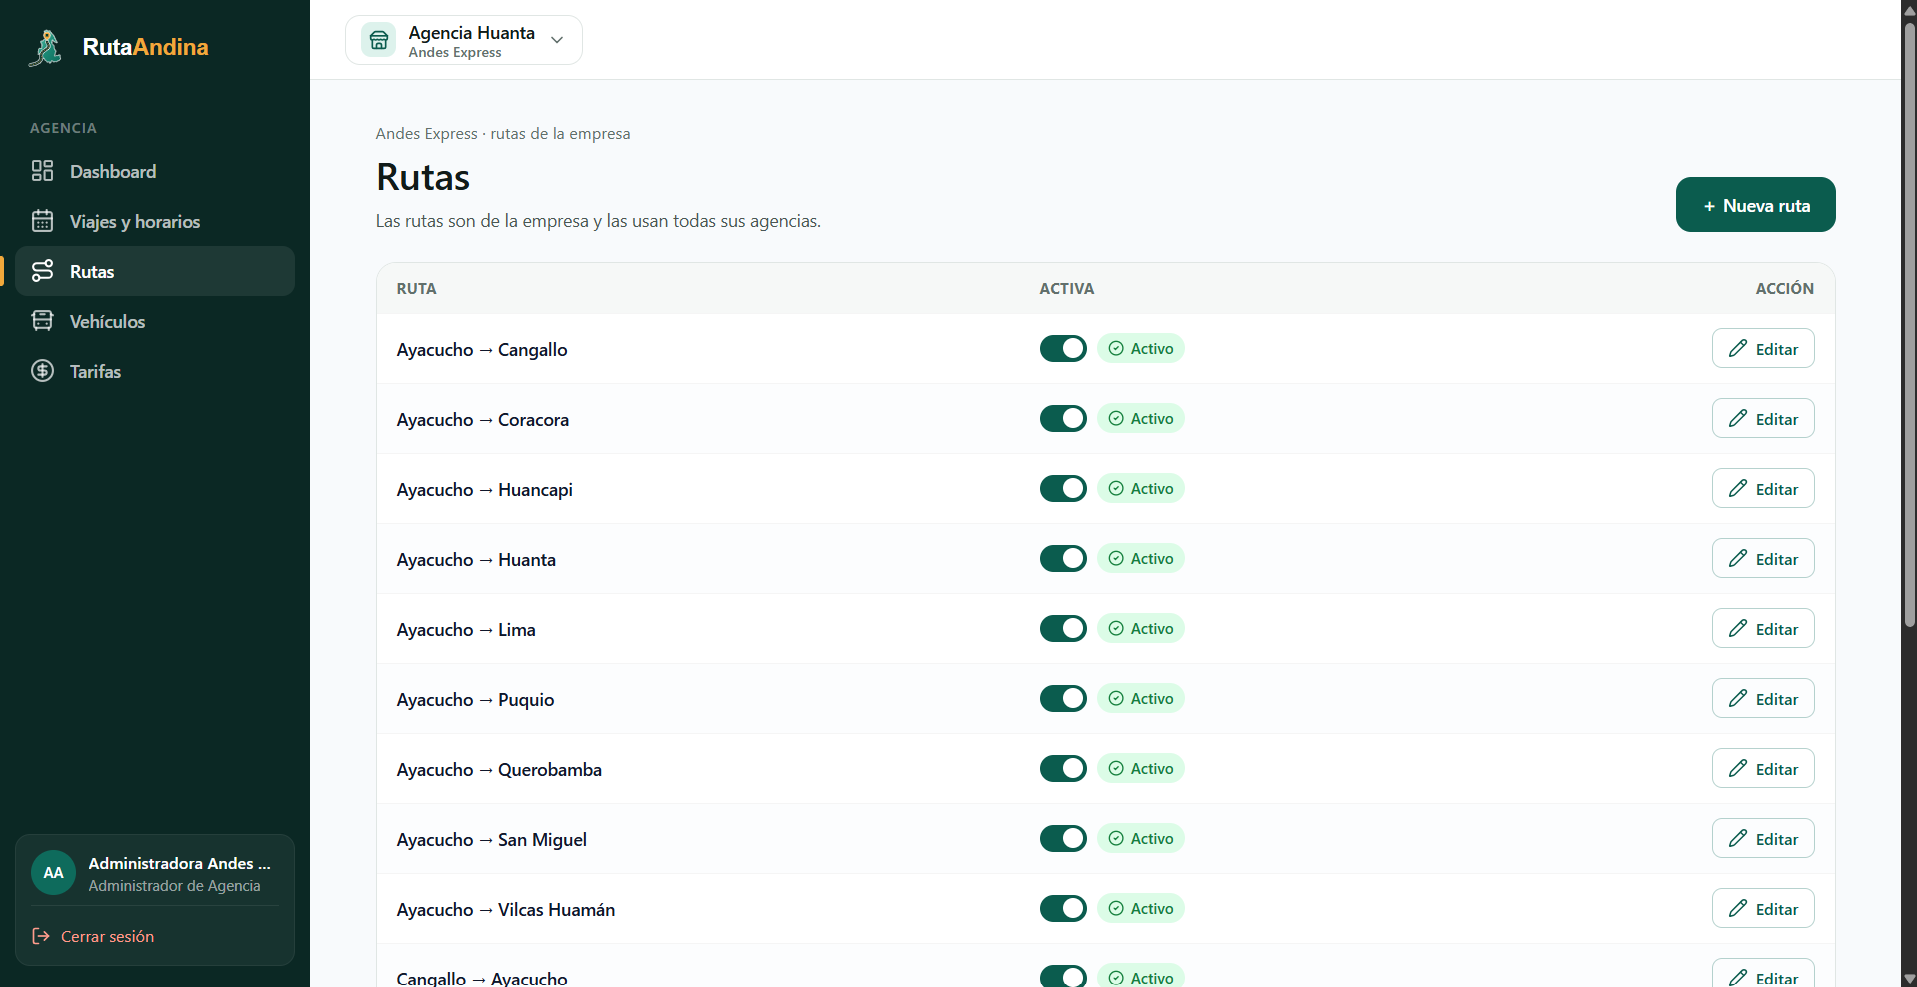 RutaAndina
AGENCIA
Dashboard
Viajes y horarios
Rutas
Vehículos
Tarifas
AA
Administradora Andes ...
Administrador de Agencia
Cerrar sesión
Agencia Huanta
Andes Express
Andes Express · rutas de la empresa
Rutas
Las rutas son de la empresa y las usan todas sus agencias.
+ Nueva ruta
RUTA ACTIVA ACCIÓN
Ayacucho → Cangallo Activo Editar
Ayacucho → Coracora Activo Editar
Ayacucho → Huancapi Activo Editar
Ayacucho → Huanta Activo Editar
Ayacucho → Lima Activo Editar
Ayacucho → Puquio Activo Editar
Ayacucho → Querobamba Activo Editar
Ayacucho → San Miguel Activo Editar
Ayacucho → Vilcas Huamán Activo Editar
Cangallo → Ayacucho Activo Editar